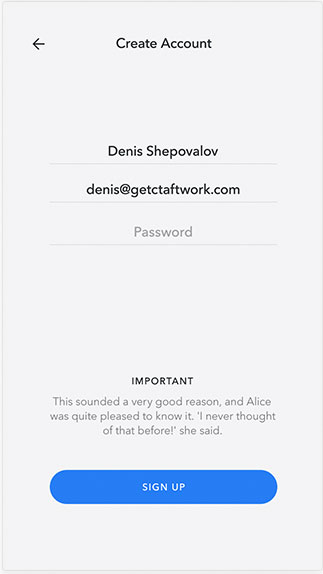 Create Account
Denis Shepovalov
denis@getctaftwork.com
Password
IMPORTANT
This sounded a very good reason, and Alice
was quite pleased to know it. 'I never thought
of that before!' she said.
SIGN UP